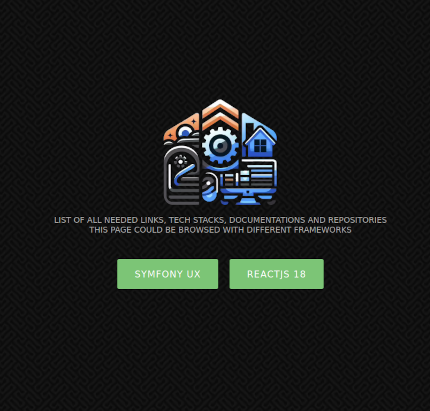 LIST OF ALL NEEDED LINKS, TECH STACKS, DOCUMENTATIONS AND REPOSITORIES
THIS PAGE COULD BE BROWSED WITH DIFFERENT FRAMEWORKS
SYMFONY UX
REACTJS 18